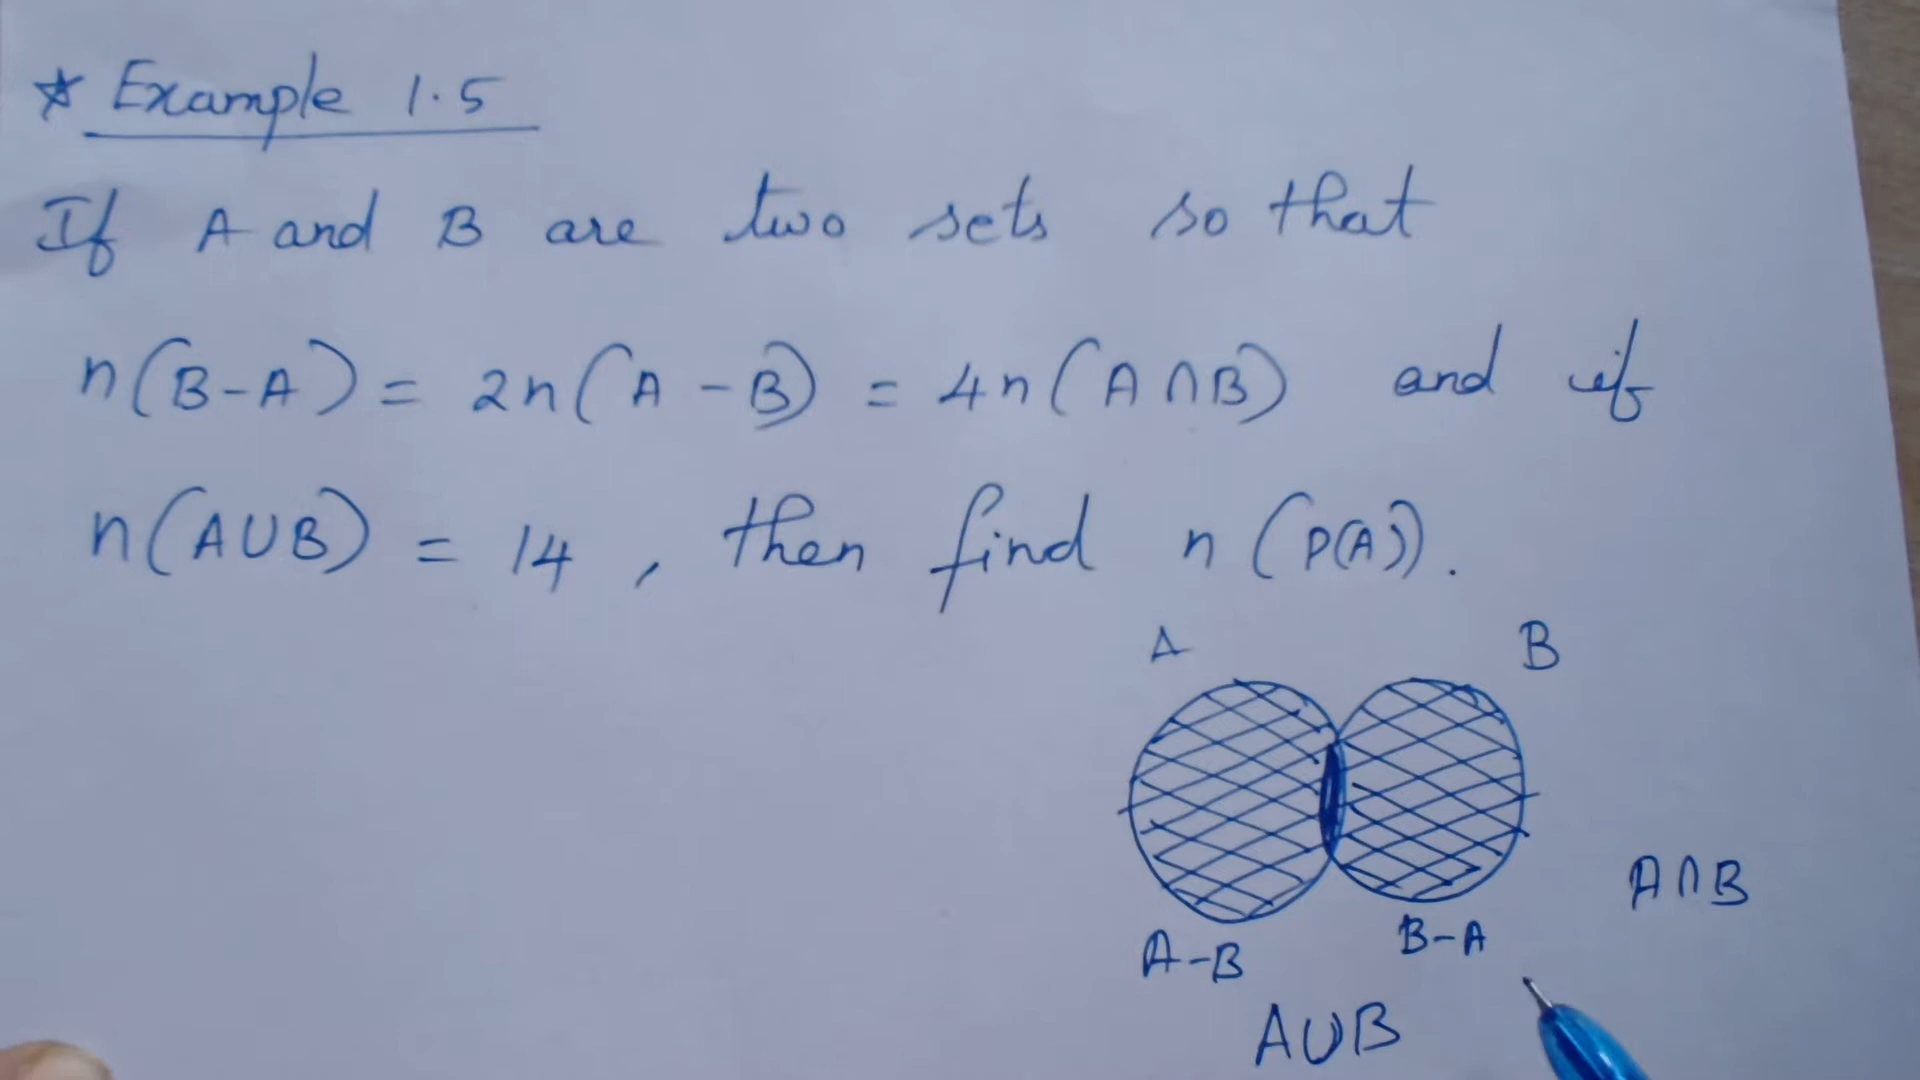 * Example 1.5
If A and B are two sets so that
n(B-A) = 2n(A-B) = 4n(A∩B) and if
n(A∪B) = 14, then find n(P(A)).
A B
A∩B
A-B B-A
A∪B